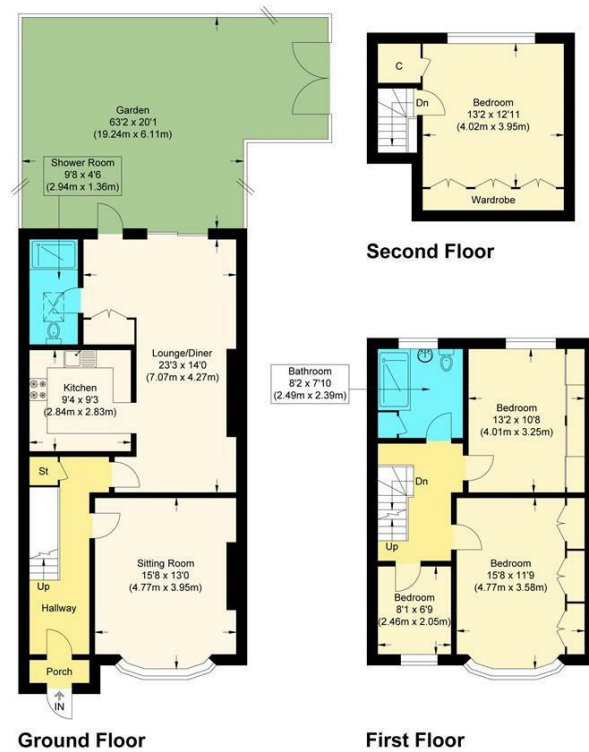 Garden
63'2 x 20'1
(19.24m x 6.11m)
Shower Room
9'8 x 4'6
(2.94m x 1.36m)
Lounge/Diner
23'3 x 14'0
(7.07m x 4.27m)
Kitchen
9'4 x 9'3
(2.84m x 2.83m)
St
Sitting Room
15'8 x 13'0
(4.77m x 3.95m)
Up
Hallway
Porch
IN
Ground Floor
C
Dn
Bedroom
13'2 x 12'11
(4.02m x 3.95m)
Wardrobe
Second Floor
Bathroom
8'2 x 7'10
(2.49m x 2.39m)
Bedroom
13'2 x 10'8
(4.01m x 3.25m)
Dn
Up
Bedroom
15'8 x 11'9
(4.77m x 3.58m)
Bedroom
8'1 x 6'9
(2.46m x 2.05m)
First Floor